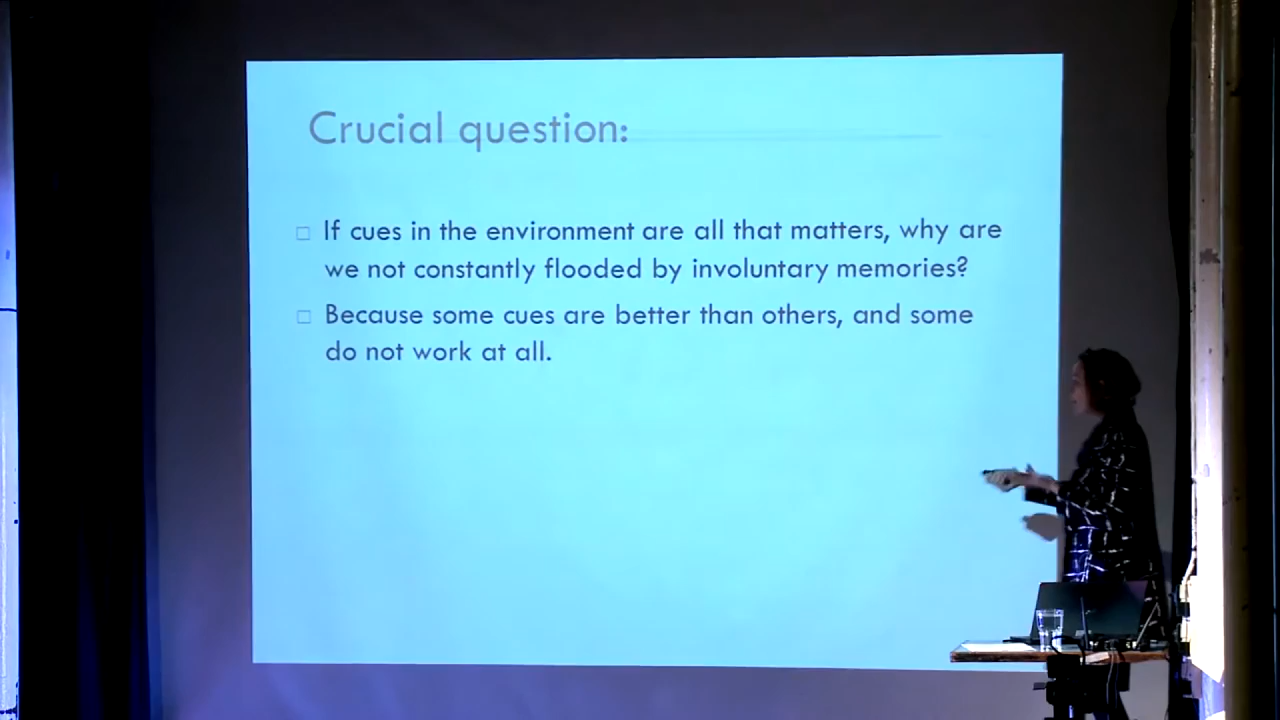 Crucial question:
If cues in the environment are all that matters, why are
we not constantly flooded by involuntary memories?
Because some cues are better than others, and some
do not work at all.